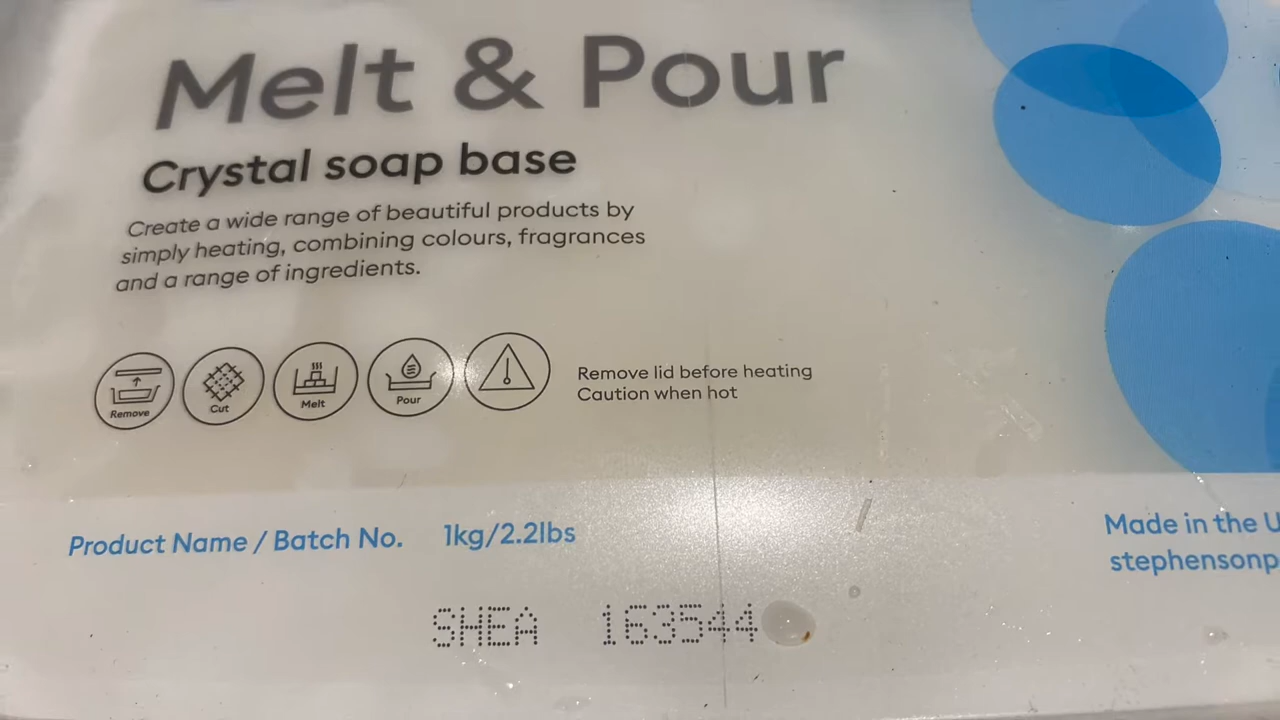 Melt & Pour
Crystal soap base
Create a wide range of beautiful products by
simply heating, combining colours, fragrances
and a range of ingredients.
Remove
Cut
Melt
Pour
Remove lid before heating
Caution when hot
Product Name / Batch No. 1kg/2.2lbs
Made in the U
stephensonp
SHEA 163544